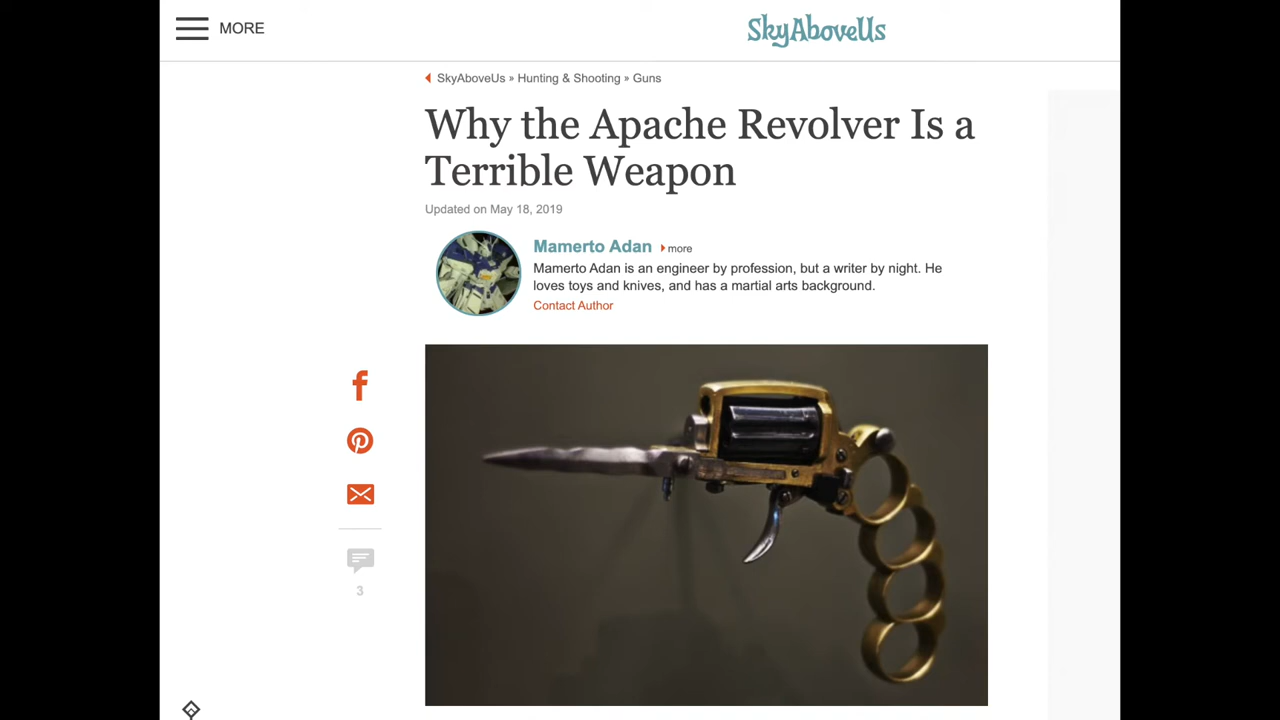 MORE
SkyAboveUs
SkyAboveUs » Hunting & Shooting » Guns
Why the Apache Revolver Is a
Terrible Weapon
Updated on May 18, 2019
Mamerto Adan more
Mamerto Adan is an engineer by profession, but a writer by night. He
loves toys and knives, and has a martial arts background.
Contact Author
3